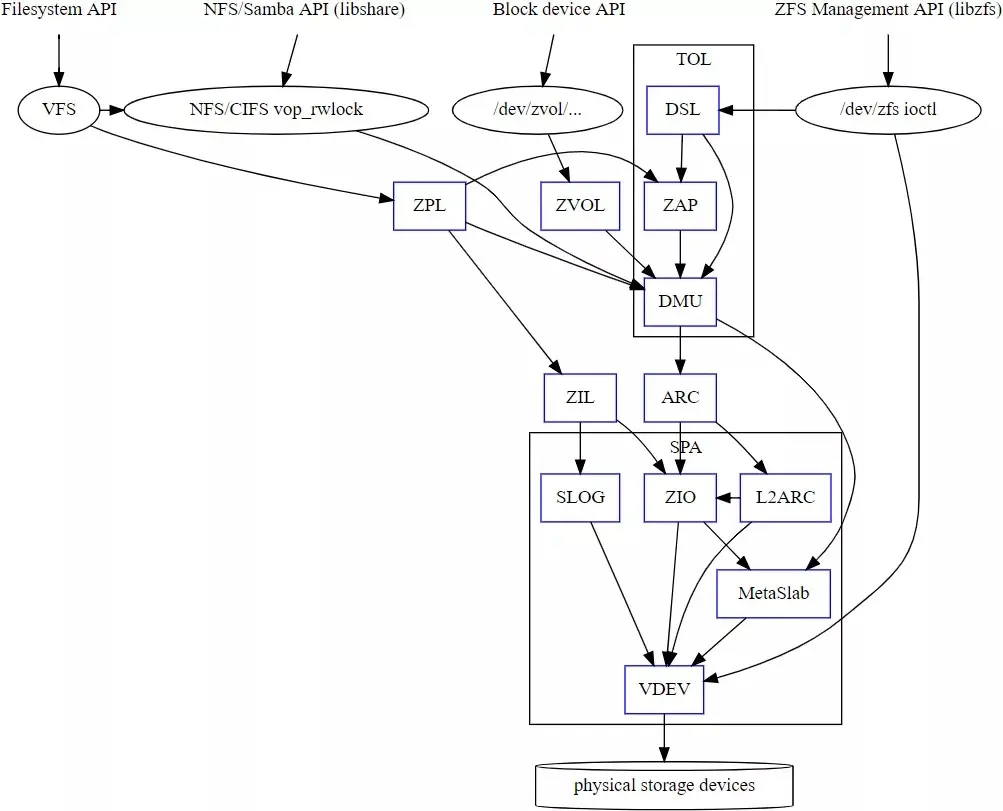 Filesystem API
NFS/Samba API (libshare)
Block device API
ZFS Management API (libzfs)
TOL
VFS
NFS/CIFS vop_rwlock
/dev/zvol/...
DSL
/dev/zfs ioctl
ZPL
ZVOL
ZAP
DMU
ZIL
ARC
SPA
SLOG
ZIO
L2ARC
MetaSlab
VDEV
physical storage devices